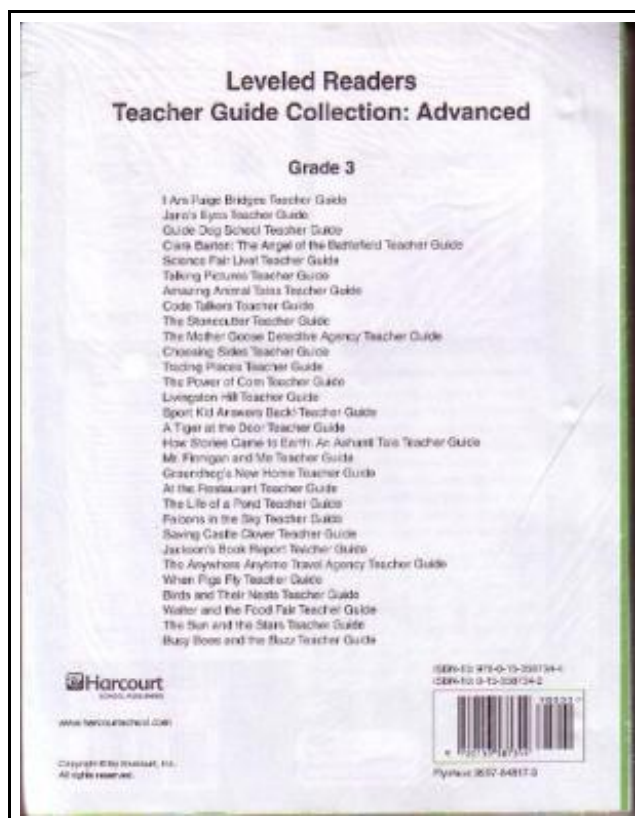 Leveled Readers
Teacher Guide Collection: Advanced
Grade 3
I Am Paige Bridges Teacher Guide
Jane's Eyes Teacher Guide
Guide Dog School Teacher Guide
Clara Barton: The Angel of the Battlefield Teacher Guide
Science Fair Live! Teacher Guide
Talking Pictures Teacher Guide
Amazing Animal Tales Teacher Guide
Code Talkers Teacher Guide
The Stonecutter Teacher Guide
The Mother Goose Detective Agency Teacher Guide
Choosing Sides Teacher Guide
Trading Places Teacher Guide
The Power of Corn Teacher Guide
Livingston Hill Teacher Guide
Sport Kid Answers Back! Teacher Guide
A Tiger at the Door Teacher Guide
How Stories Came to Earth: An Ashanti Tale Teacher Guide
Mr. Finnigan and Me Teacher Guide
Groundhog's New Home Teacher Guide
At the Restaurant Teacher Guide
The Life of a Pond Teacher Guide
Falcons in the Sky Teacher Guide
Saving Castle Clover Teacher Guide
Jackson's Book Report Teacher Guide
The Anywhere Anytime Travel Agency Teacher Guide
When Pigs Fly Teacher Guide
Birds and Their Nests Teacher Guide
Walter and the Food Fair Teacher Guide
The Sun and the Stars Teacher Guide
Busy Bees and the Buzz Teacher Guide
Harcourt
SCHOOL PUBLISHERS
www.harcourtschool.com
Copyright © by Harcourt, Inc.
All rights reserved.